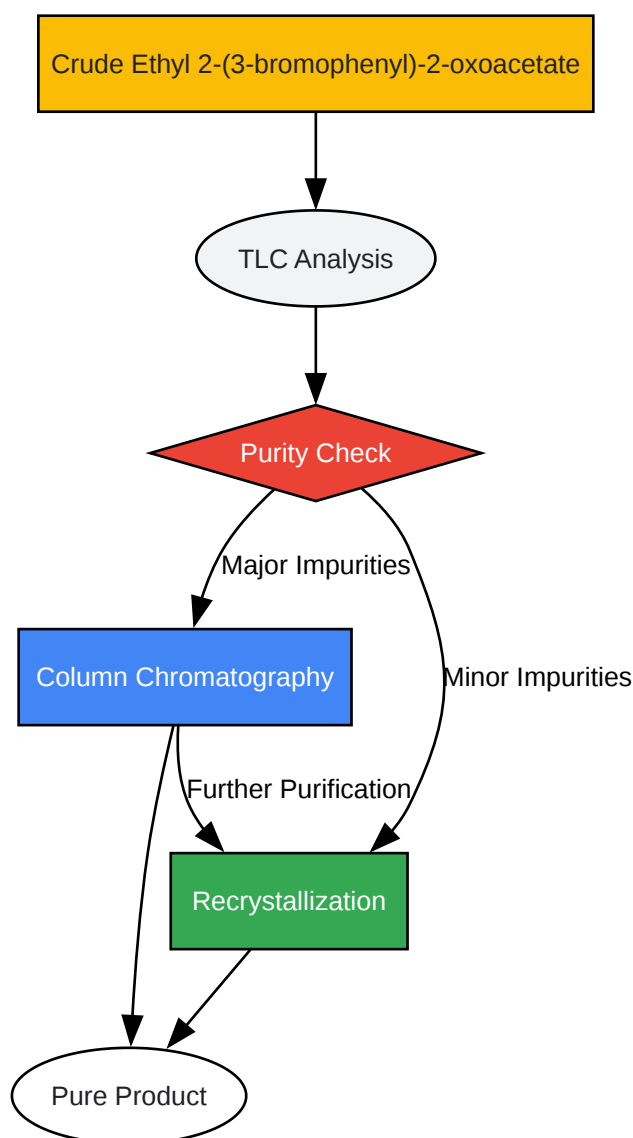 Crude Ethyl 2-(3-bromophenyl)-2-oxoacetate
TLC Analysis
Purity Check
Major Impurities
Column Chromatography
Minor Impurities
Further Purification
Recrystallization
Pure Product